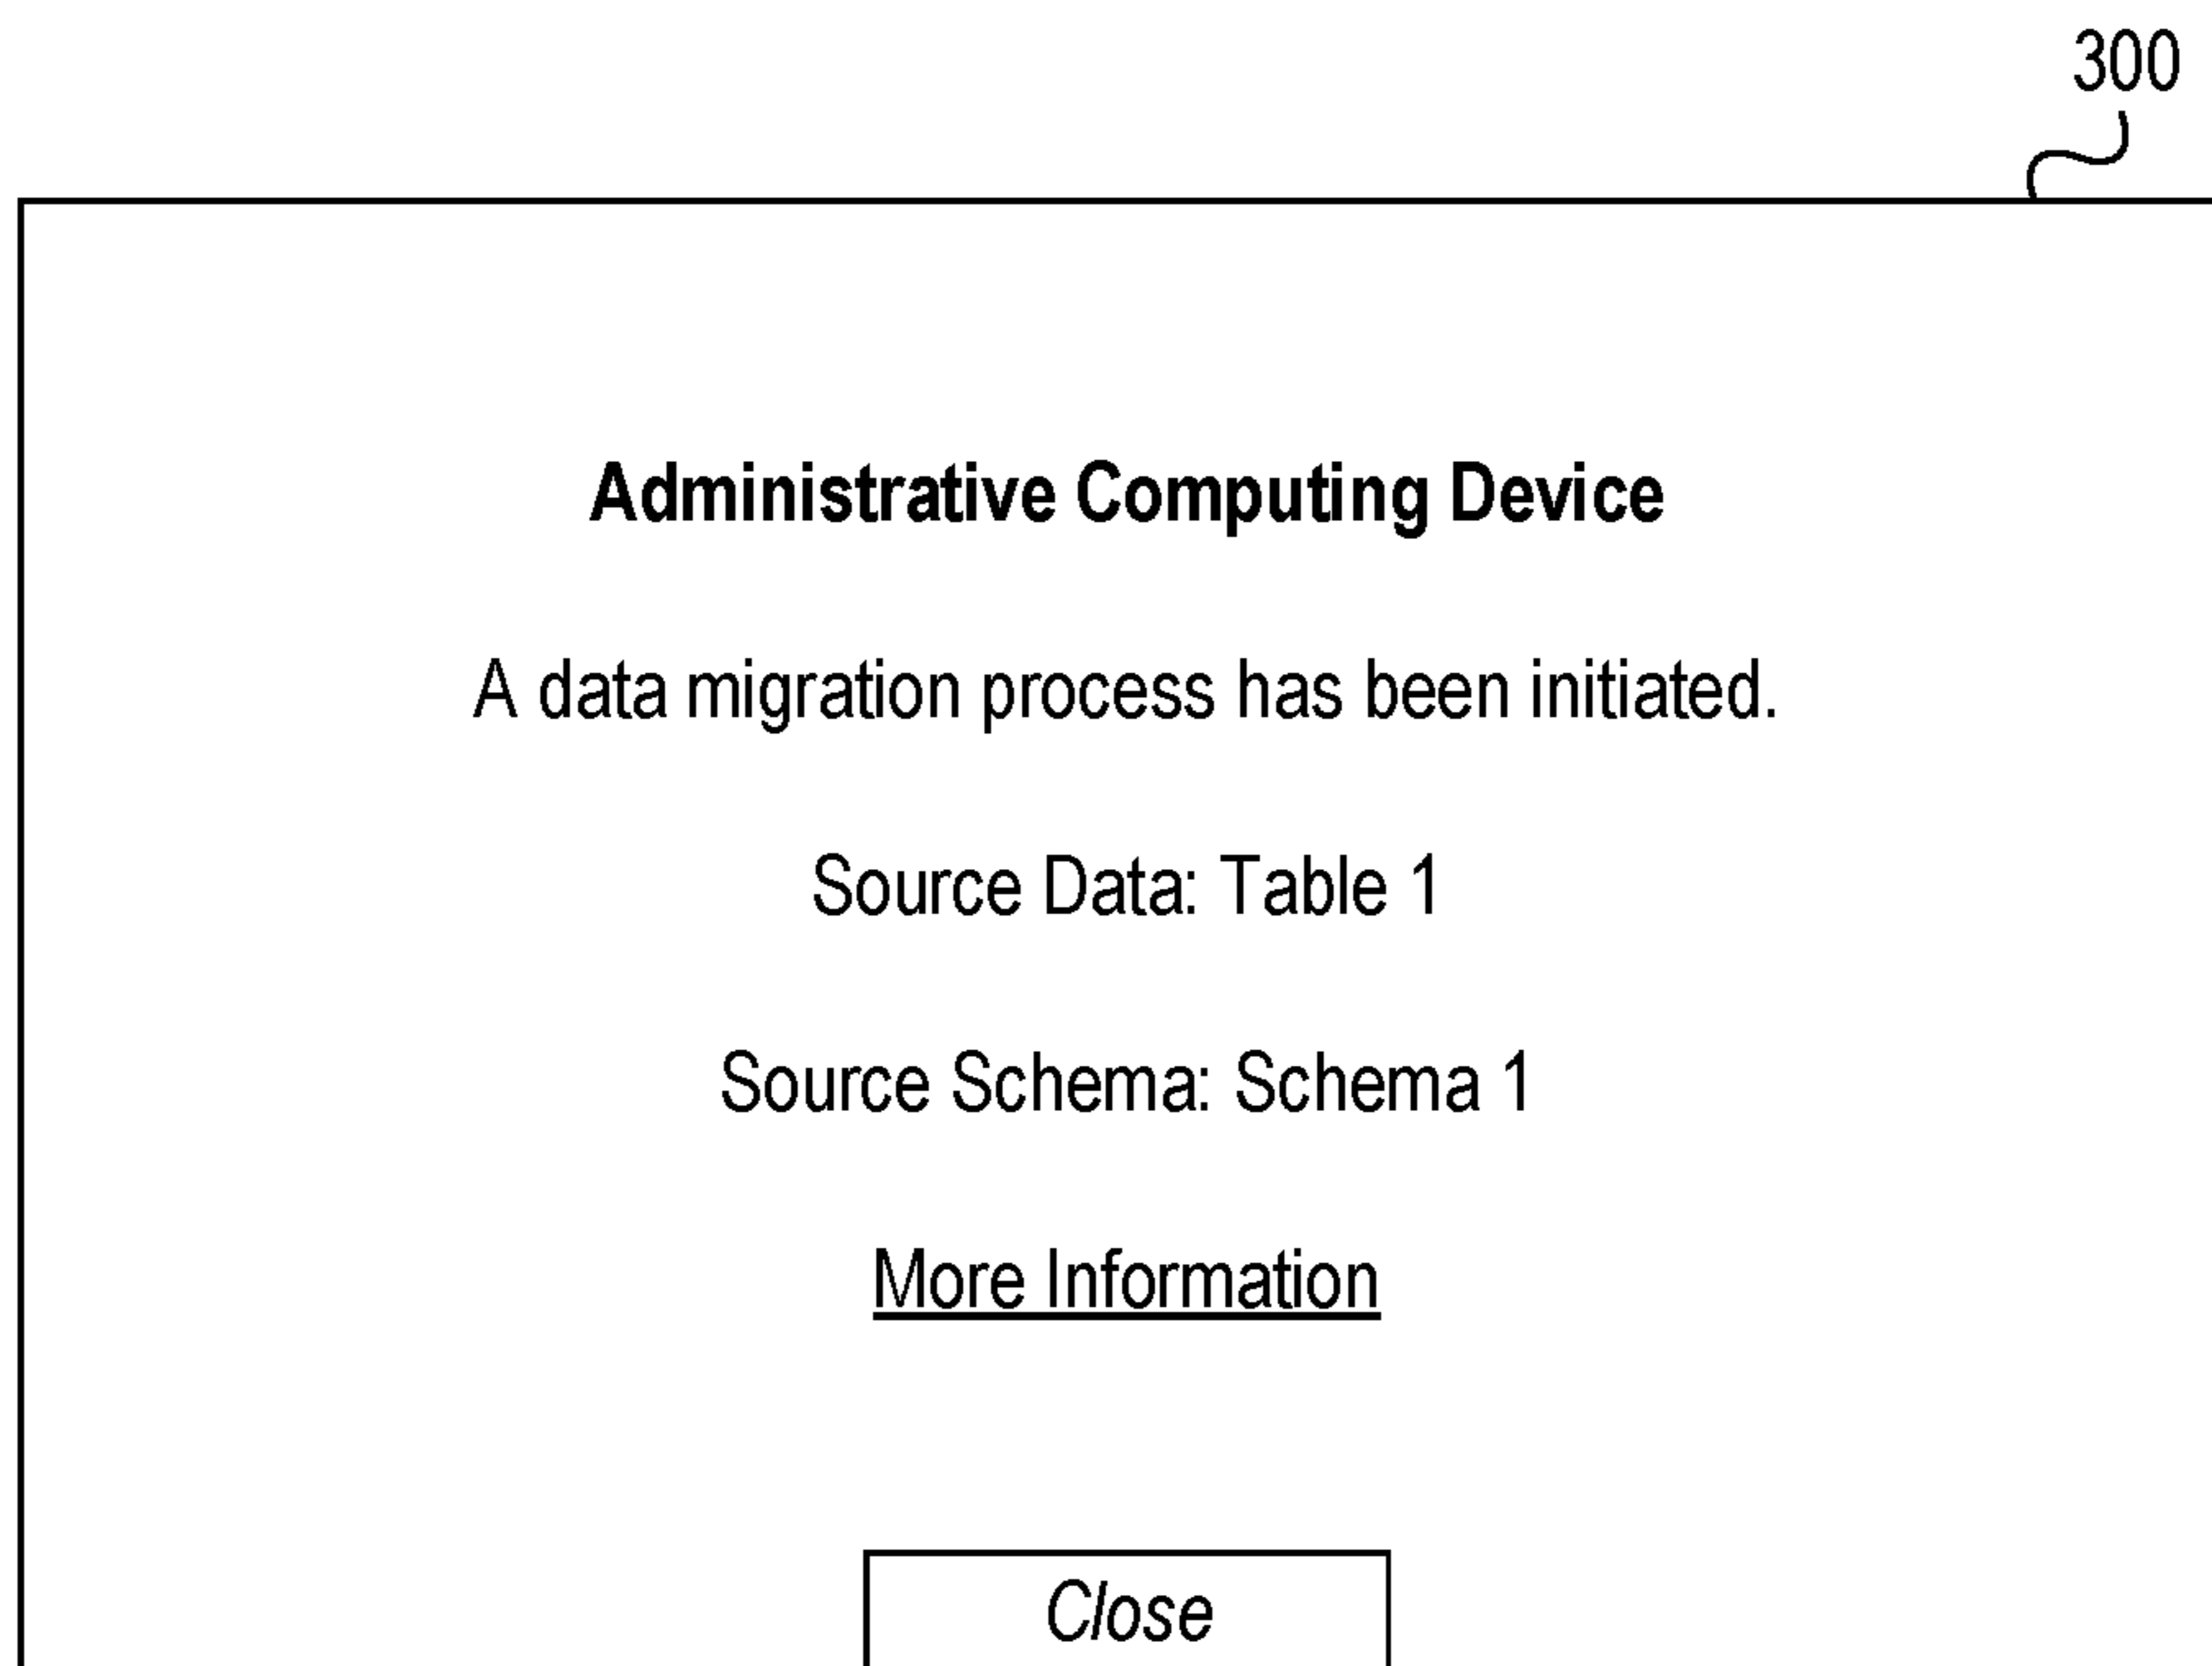 300
Administrative Computing Device
A data migration process has been initiated.
Source Data: Table 1
Source Schema: Schema 1
More Information
Close